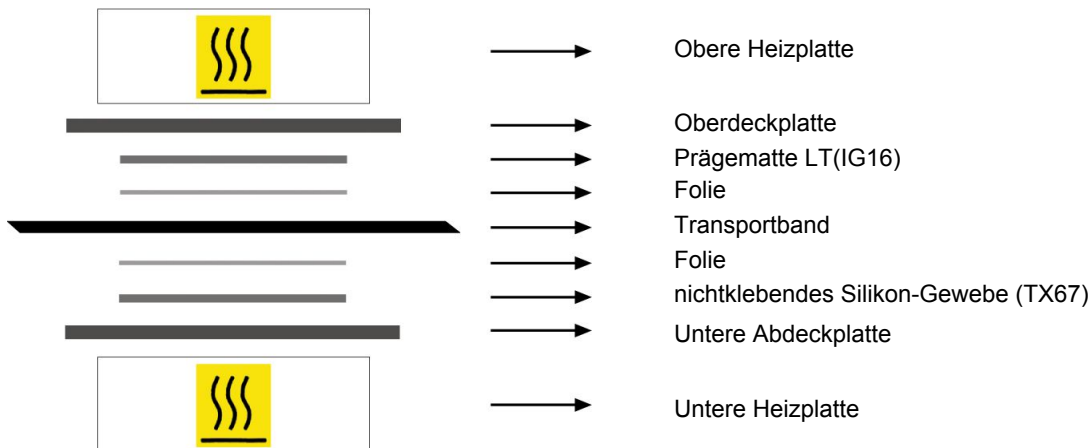 Obere Heizplatte
Oberdeckplatte
Prägematte LT(IG16)
Folie
Transportband
Folie
nichtklebendes Silikon-Gewebe (TX67)
Untere Abdeckplatte
Untere Heizplatte